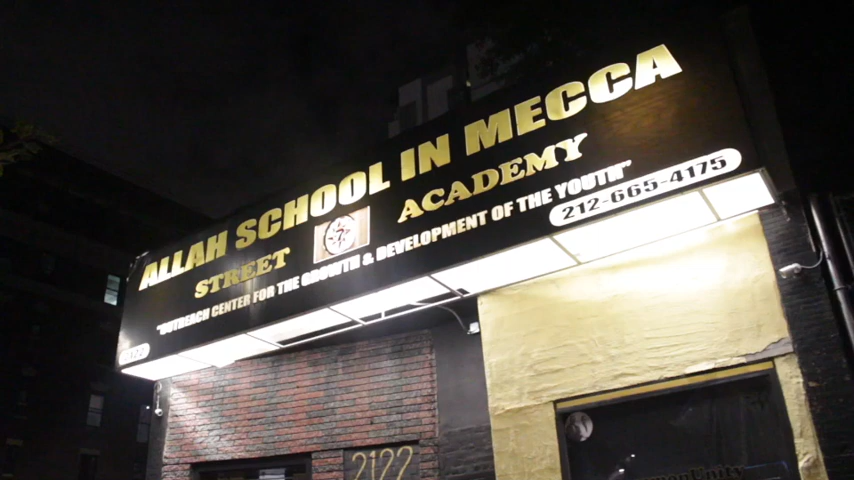 ALLAH SCHOOL IN MECCA
STREET 7 ACADEMY
"OUTREACH CENTER FOR THE GROWTH & DEVELOPMENT OF THE YOUTH"
212-665-4175
2122